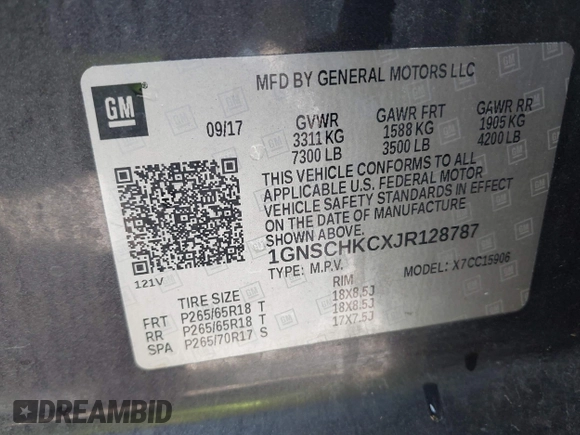 GM
MFD BY GENERAL MOTORS LLC
09/17
GVWR GAWR FRT GAWR RR
3311 KG 1588 KG 1905 KG
7300 LB 3500 LB 4200 LB
THIS VEHICLE CONFORMS TO ALL
APPLICABLE U.S. FEDERAL MOTOR
VEHICLE SAFETY STANDARDS IN EFFECT
ON THE DATE OF MANUFACTURE
SHOWN ABOVE.
1GNSCHKCXJR128787
TYPE: M.P.V. MODEL: X7CC15906
121V
TIRE SIZE RIM
FRT P265/65R18 T 18X8.5J
RR P265/65R18 T 18X8.5J
SPA P265/70R17 S 17X7.5J
DREAMBID